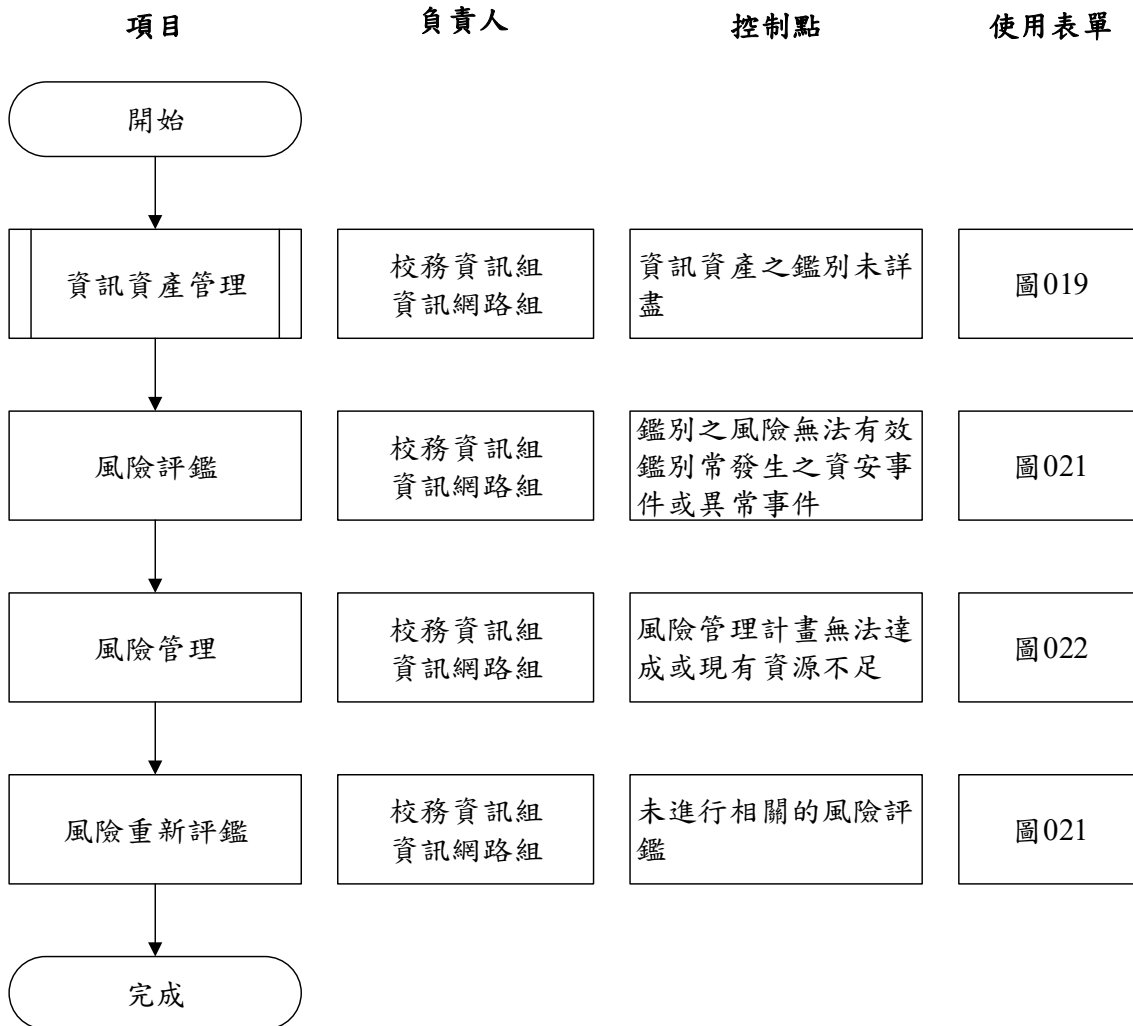 項目 負責人 控制點 使用表單
開始
資訊資產管理
校務資訊組
資訊網路組
資訊資產之鑑別未詳
盡
圖019
風險評鑑
校務資訊組
資訊網路組
鑑別之風險無法有效
鑑別常發生之資安事
件或異常事件
圖021
風險管理
校務資訊組
資訊網路組
風險管理計畫無法達
成或現有資源不足
圖022
風險重新評鑑
校務資訊組
資訊網路組
未進行相關的風險評
鑑
圖021
完成